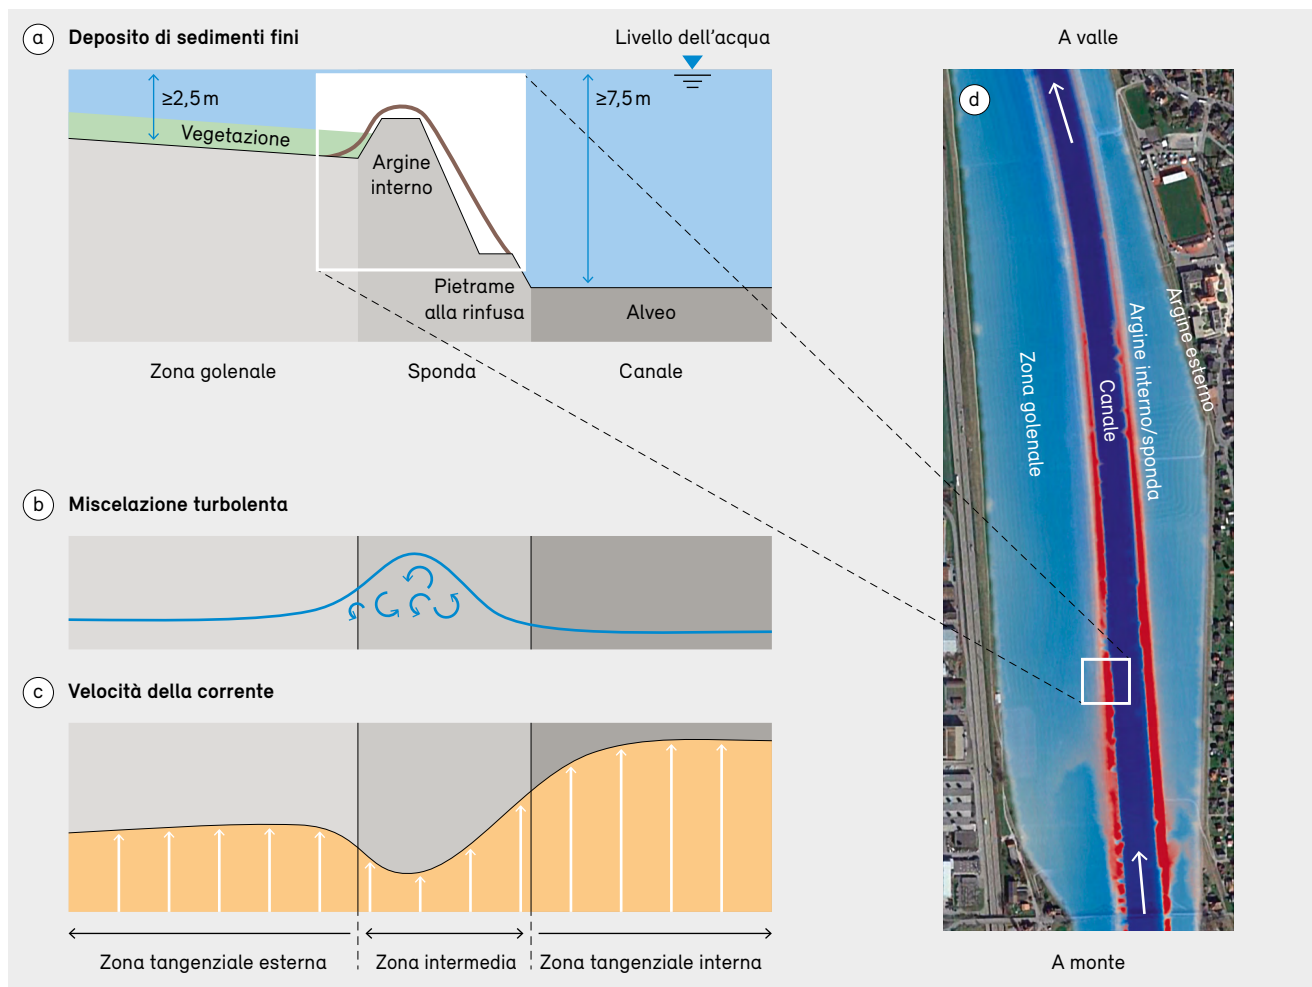 a Deposito di sedimenti fini
Livello dell'acqua
≥2,5 m
≥7,5 m
Vegetazione
Argine
interno
Pietrame
alla rinfusa
Alveo
Zona golenale
Sponda
Canale
b Miscelazione turbolenta
c Velocità della corrente
Zona tangenziale esterna
Zona intermedia
Zona tangenziale interna
A valle
d
Zona golenale
Canale
Argine interno/sponda
Argine esterno
A monte